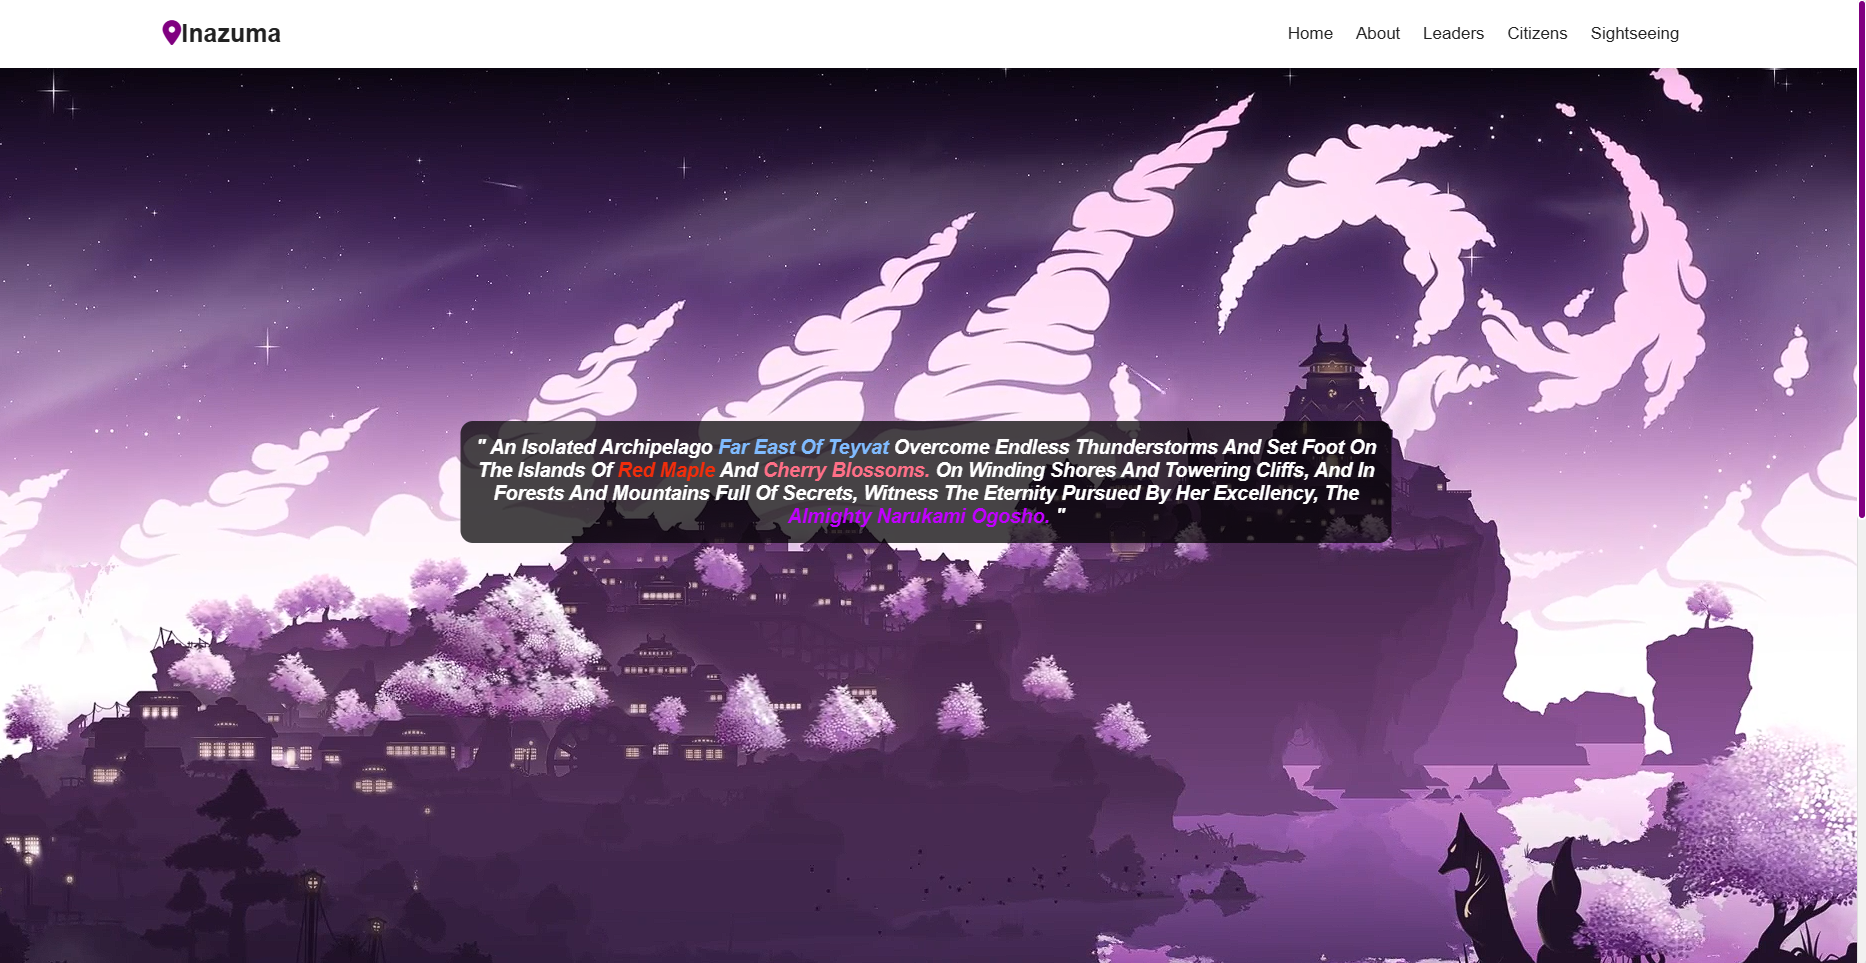 Inazuma
Home About Leaders Citizens Sightseeing
" An Isolated Archipelago Far East Of Teyvat Overcome Endless Thunderstorms And Set Foot On
The Islands Of Red Maple And Cherry Blossoms. On Winding Shores And Towering Cliffs, And In
Forests And Mountains Full Of Secrets, Witness The Eternity Pursued By Her Excellency, The
Almighty Narukami Ogosho. "